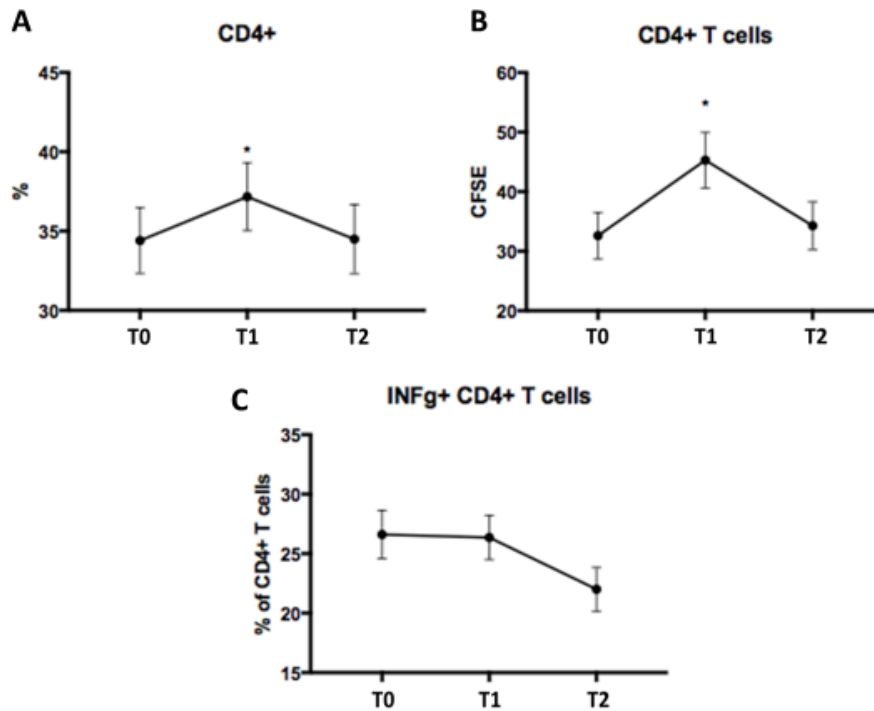 A
CD4+
45
40
35
30
%
*
T0 T1 T2
B
CD4+ T cells
60
50
40
30
20
CFSE
*
T0 T1 T2
C
INFg+ CD4+ T cells
35
30
25
20
15
% of CD4+ T cells
T0 T1 T2